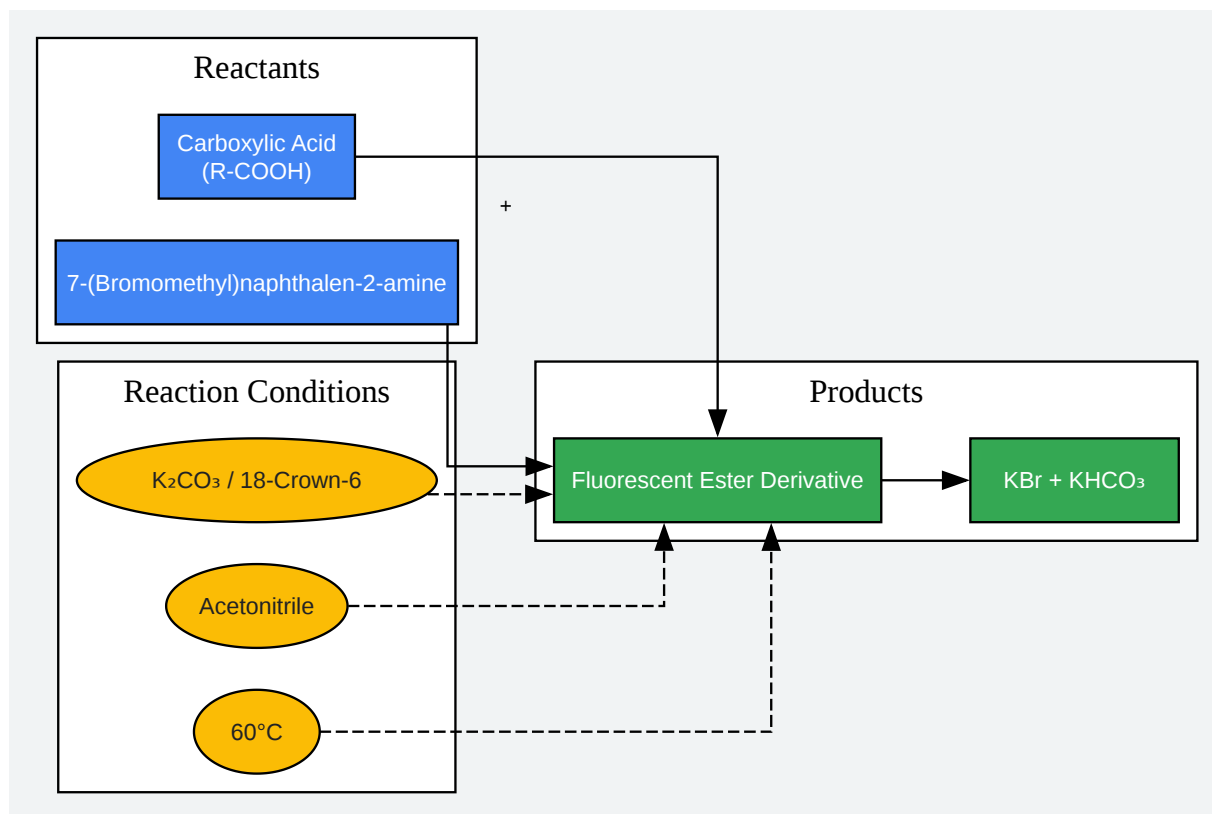 Reactants
Carboxylic Acid
(R-COOH)
+
7-(Bromomethyl)naphthalen-2-amine
Reaction Conditions
K₂CO₃ / 18-Crown-6
Acetonitrile
60°C
Products
Fluorescent Ester Derivative
KBr + KHCO₃